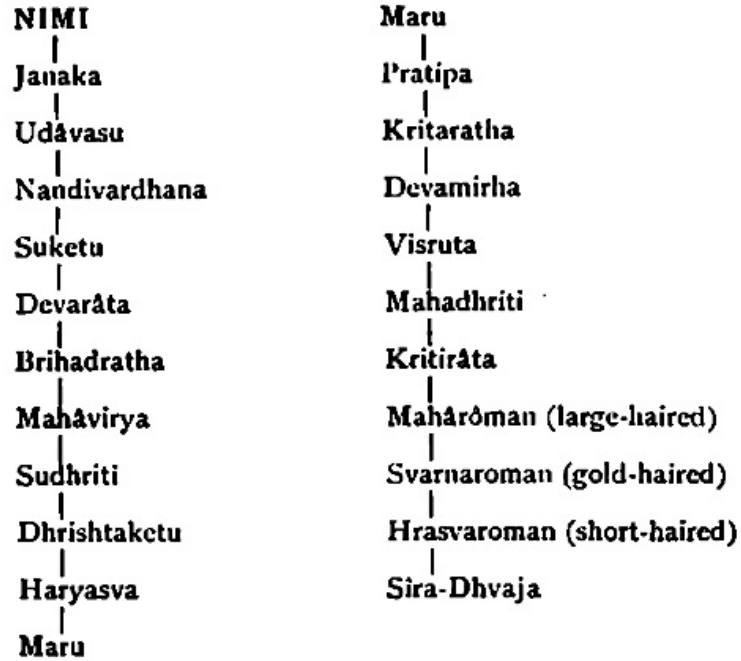 NIMI
Janaka
Udâvasu
Nandivardhana
Suketu
Devarâta
Brihadratha
Mahâvirya
Sudhriti
Dhrishtaketu
Haryasva
Maru
Maru
Pratipa
Kritaratha
Devamirha
Visruta
Mahadhriti
Kritirâta
Mahârôman (large-haired)
Svarnaroman (gold-haired)
Hrasvaroman (short-haired)
Sîra-Dhvaja